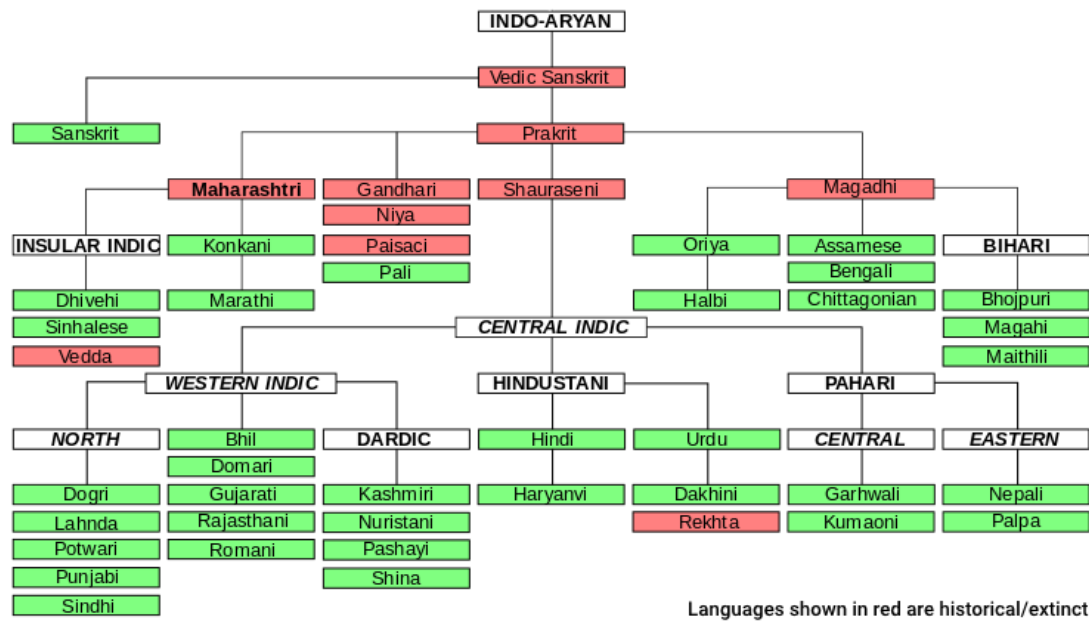 INDO-ARYAN
Vedic Sanskrit
Sanskrit
Prakrit
Maharashtri
Gandhari
Shauraseni
Magadhi
Niya
INSULAR INDIC
Konkani
Paisaci
Oriya
Assamese
BIHARI
Pali
Bengali
Dhivehi
Marathi
Halbi
Chittagonian
Bhojpuri
Sinhalese
CENTRAL INDIC
Magahi
Vedda
Maithili
WESTERN INDIC
HINDUSTANI
PAHARI
NORTH
Bhil
DARDIC
Hindi
Urdu
CENTRAL
EASTERN
Domari
Dogri
Gujarati
Kashmiri
Haryanvi
Dakhini
Garhwali
Nepali
Lahnda
Rajasthani
Nuristani
Rekhta
Kumaoni
Palpa
Potwari
Romani
Pashayi
Punjabi
Shina
Sindhi
Languages shown in red are historical/extinct